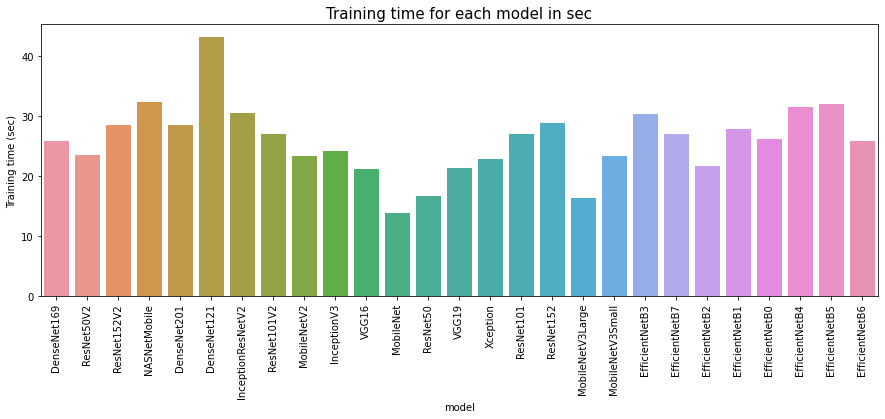 Training time for each model in sec
Training time (sec)
40
30
20
10
0
DenseNet169
ResNet50V2
ResNet152V2
NASNetMobile
DenseNet201
DenseNet121
InceptionResNetV2
ResNet101V2
MobileNetV2
InceptionV3
VGG16
MobileNet
ResNet50
VGG19
Xception
ResNet101
ResNet152
MobileNetV3Large
MobileNetV3Small
EfficientNetB3
EfficientNetB7
EfficientNetB2
EfficientNetB1
EfficientNetB0
EfficientNetB4
EfficientNetB5
EfficientNetB6
model